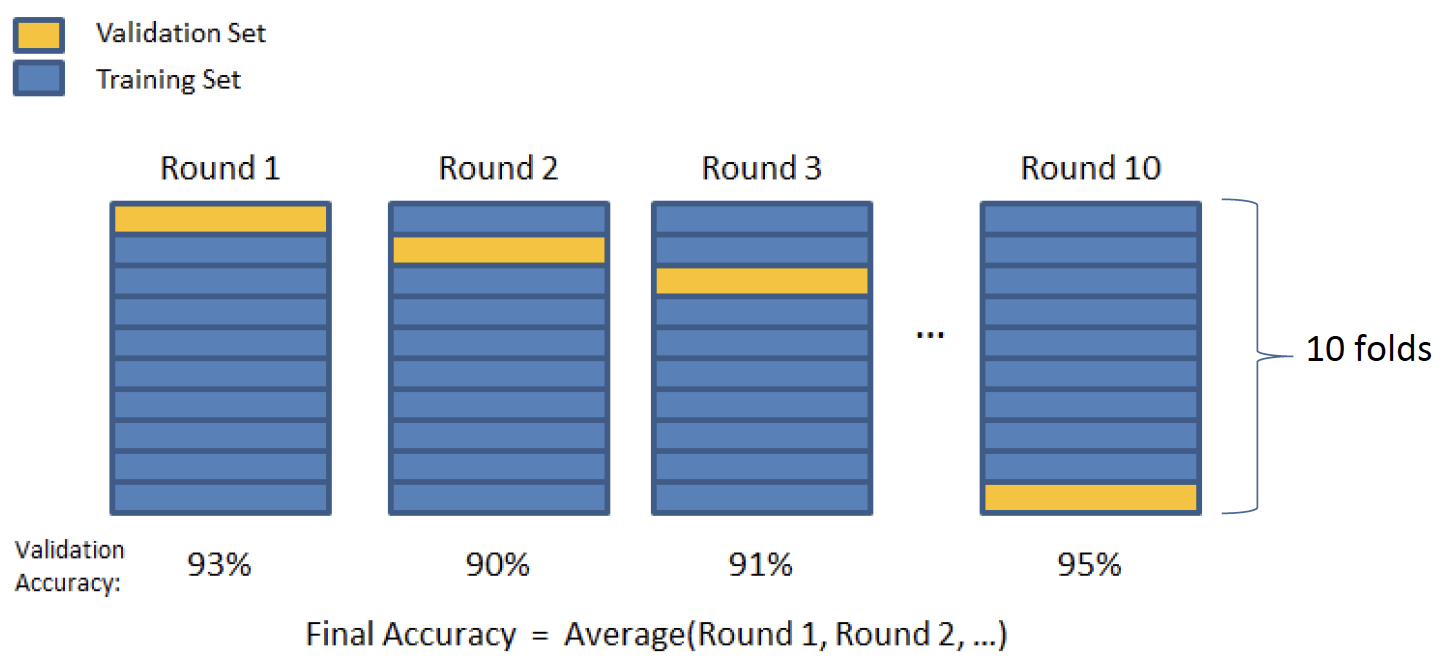 Validation Set
Training Set
Round 1 Round 2 Round 3 Round 10
...
10 folds
Validation
Accuracy: 93% 90% 91% 95%
Final Accuracy = Average(Round 1, Round 2, ...)